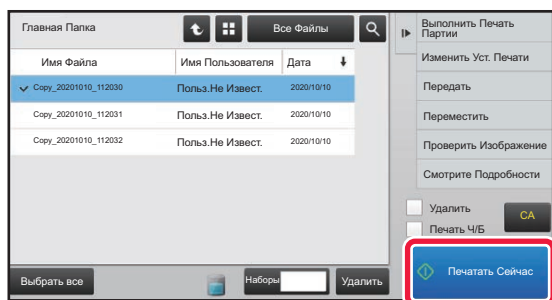 Главная Папка
Все Файлы
Имя Файла
Имя Пользователя
Дата
Copy_20201010_112030
Польз.Не Извест.
2020/10/10
Copy_20201010_112031
Польз.Не Извест.
2020/10/10
Copy_20201010_112032
Польз.Не Извест.
2020/10/10
Выбрать все
Наборы
Удалить
Выполнить Печать
Партии
Изменить Уст. Печати
Передать
Переместить
Проверить Изображение
Смотрите Подробности
Удалить
Печать Ч/Б
CA
Печатать Сейчас